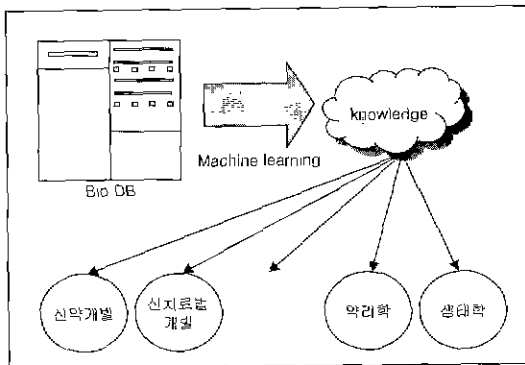 knowledge
Machine learning
Bio DB
신약개발
신치료법
개발
약리학
생태학